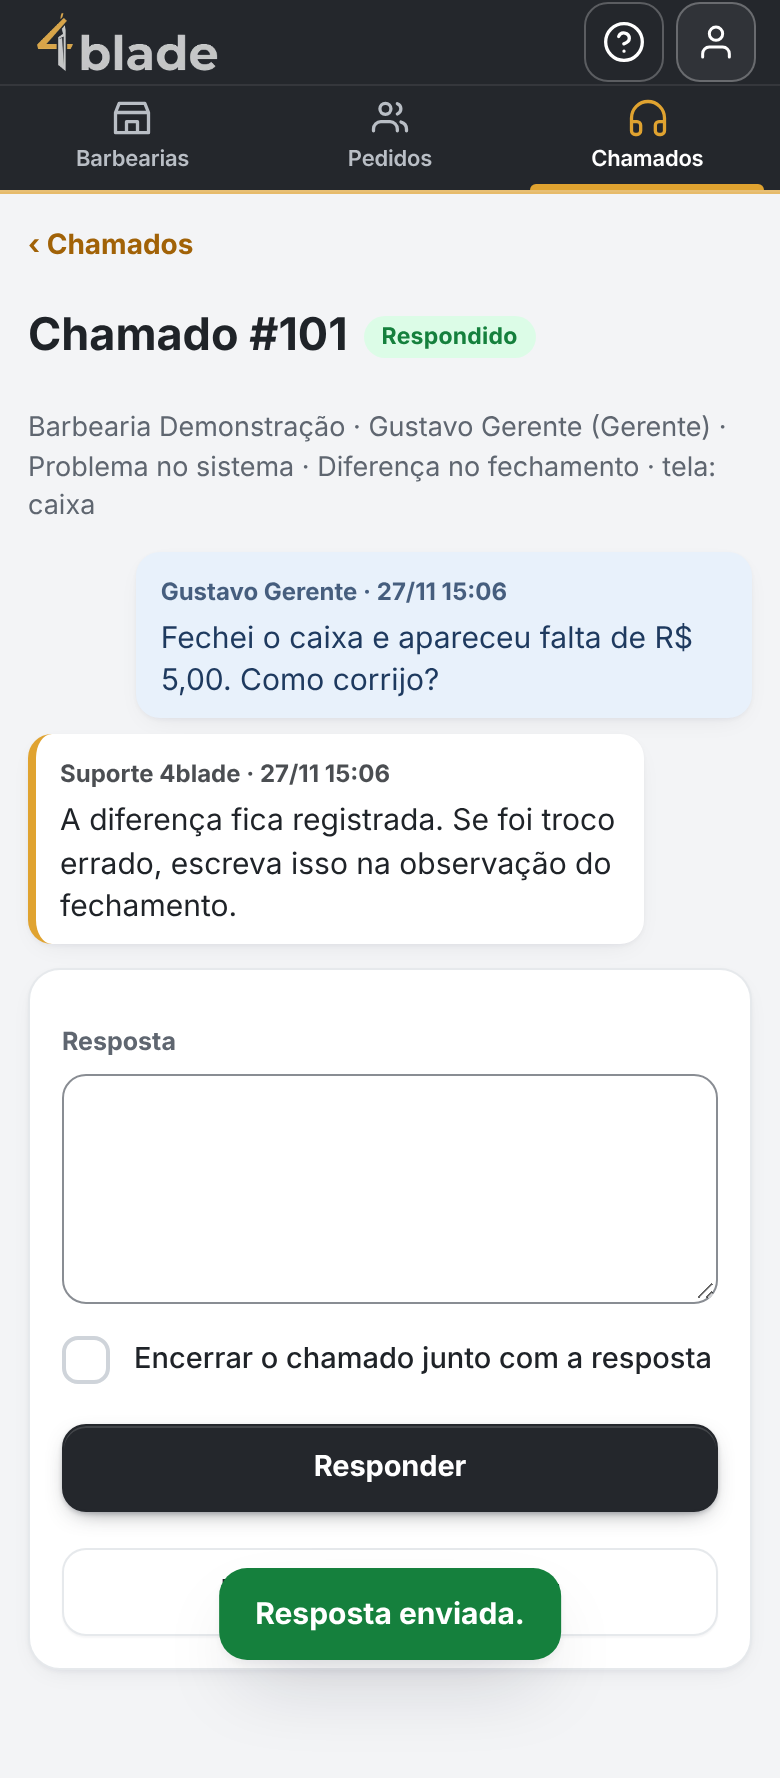 4blade
Barbearias
Pedidos
Chamados
‹ Chamados
Chamado #101
Respondido
Barbearia Demonstração · Gustavo Gerente (Gerente) ·
Problema no sistema · Diferença no fechamento · tela:
caixa
Gustavo Gerente · 27/11 15:06
Fechei o caixa e apareceu falta de R$
5,00. Como corrijo?
Suporte 4blade · 27/11 15:06
A diferença fica registrada. Se foi troco
errado, escreva isso na observação do
fechamento.
Resposta
Encerrar o chamado junto com a resposta
Responder
Resposta enviada.